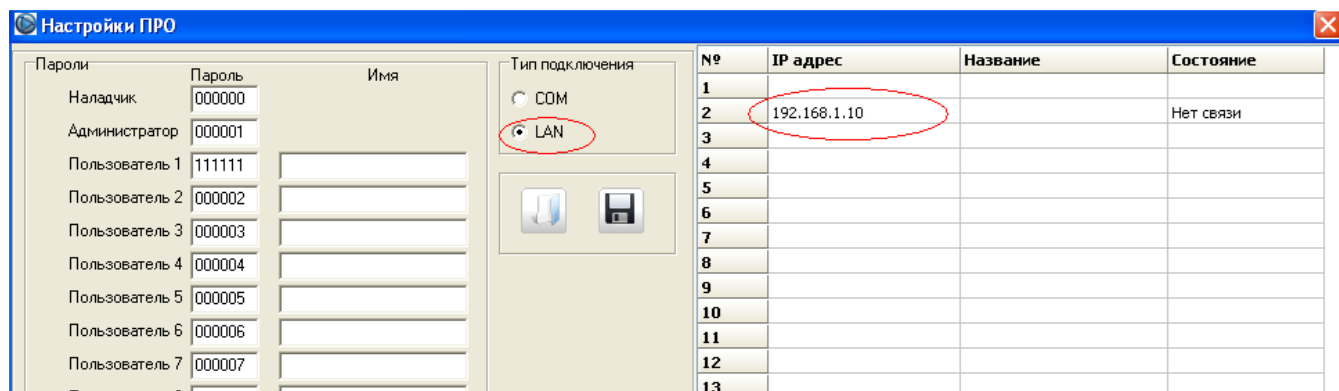 Настройки ПРО
Пароли
Пароль Имя
Наладчик 000000
Администратор 000001
Пользователь 1 111111
Пользователь 2 000002
Пользователь 3 000003
Пользователь 4 000004
Пользователь 5 000005
Пользователь 6 000006
Пользователь 7 000007
Тип подключения
COM
LAN
№ IP адрес Название Состояние
1
2 192.168.1.10 Нет связи
3
4
5
6
7
8
9
10
11
12
13